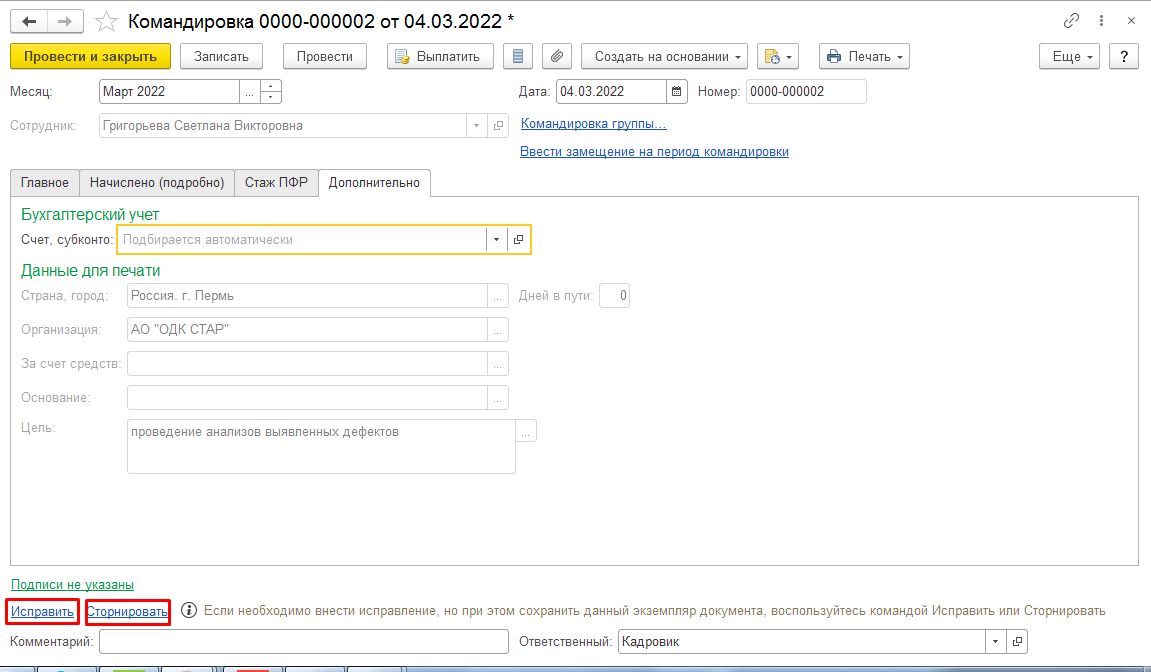 Командировка 0000-000002 от 04.03.2022 *
Провести и закрыть Записать Провести Выплатить Создать на основании Печать Еще ?
Месяц: Март 2022 ... Дата: 04.03.2022 Номер: 0000-000002
Сотрудник: Григорьева Светлана Викторовна Командировка группы...
Ввести замещение на период командировки
Главное Начислено (подробно) Стаж ПФР Дополнительно
Бухгалтерский учет
Счет, субконто: Подбирается автоматически
Данные для печати
Страна, город: Россия. г. Пермь ... Дней в пути: 0
Организация: АО "ОДК СТАР" ...
За счет средств: ...
Основание: ...
Цель: проведение анализов выявленных дефектов ...
Подписи не указаны
Исправить Сторнировать Если необходимо внести исправление, но при этом сохранить данный экземпляр документа, воспользуйтесь командой Исправить или Сторнировать
Комментарий: Ответственный: Кадровик